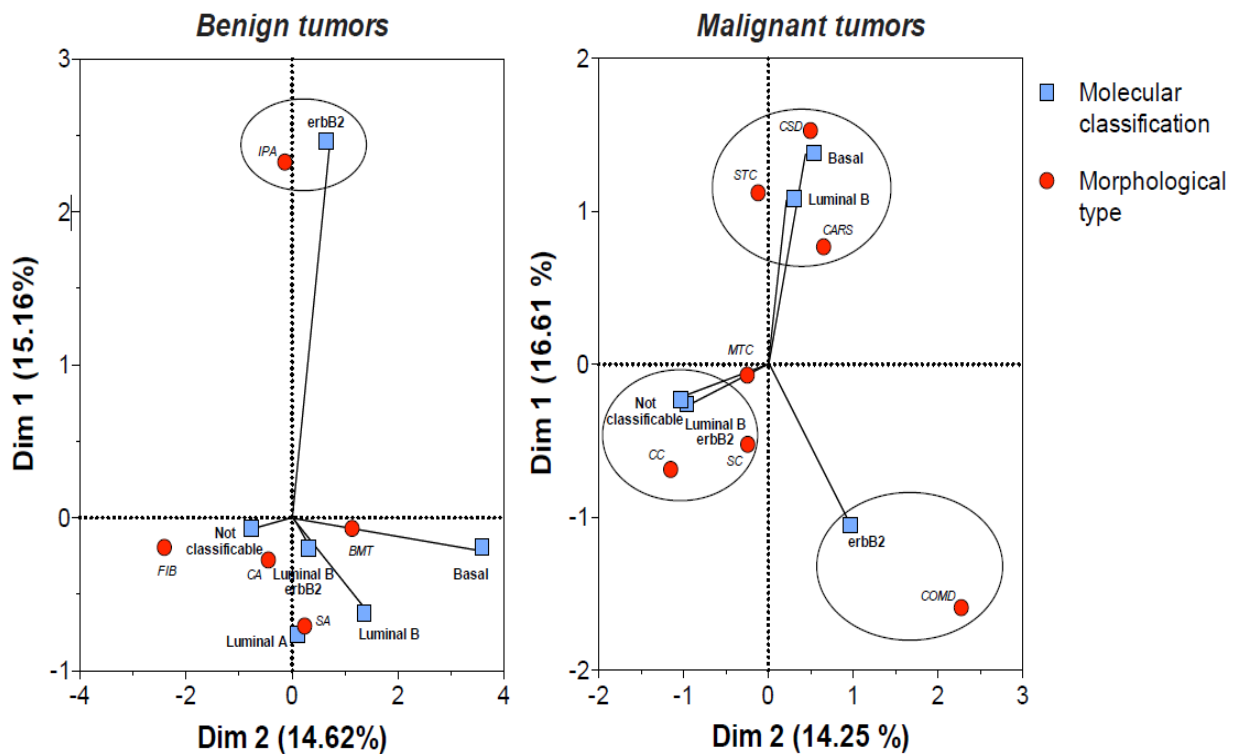 Benign tumors
Malignant tumors
3
2
1
0
-1
-4
-2
0
2
4
Dim 1 (15.16%)
Dim 2 (14.62%)
erbB2
IPA
Not
classifiable
FIB
CA
Luminal B
erbB2
BMT
Basal
Luminal A
SA
Luminal B
2
1
0
-1
-2
-2
-1
0
1
2
3
Dim 1 (16.61 %)
Dim 2 (14.25 %)
CSD
Basal
STC
Luminal B
CARS
MTC
Not
classifiable
Luminal B
erbB2
CC
SC
erbB2
COMD
Molecular
classification
Morphological
type